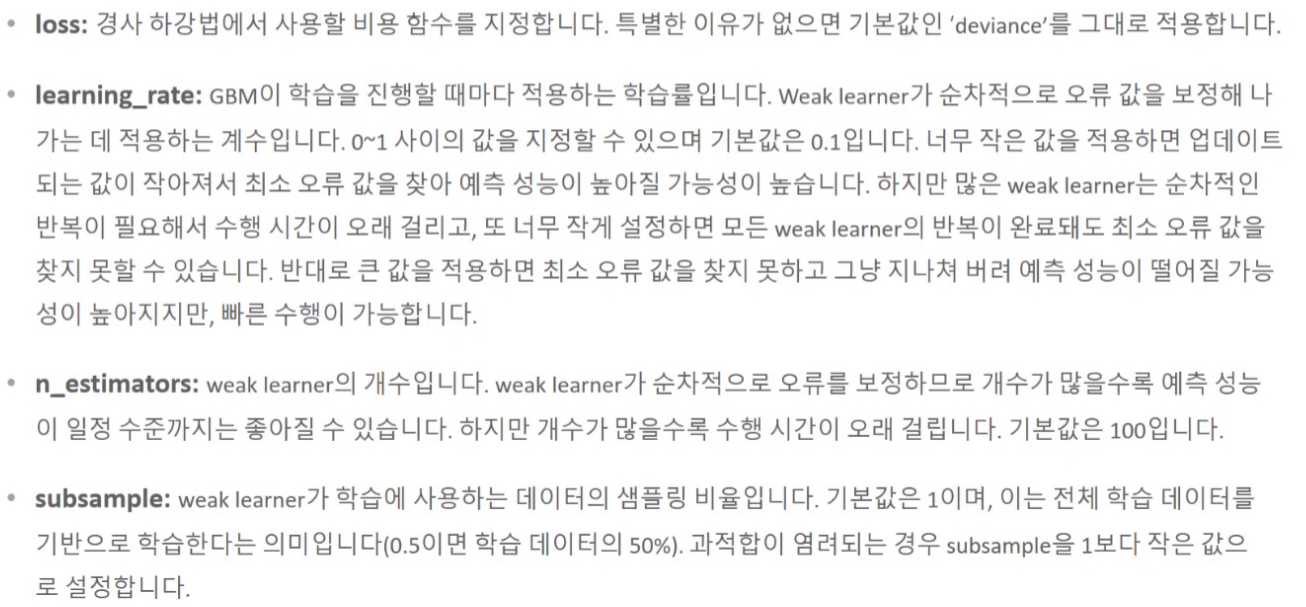 • loss: 경사 하강법에서 사용할 비용 함수를 지정합니다. 특별한 이유가 없으면 기본값인 'deviance'를 그대로 적용합니다.
• learning_rate: GBM이 학습을 진행할 때마다 적용하는 학습률입니다. Weak learner가 순차적으로 오류 값을 보정해 나
가는 데 적용하는 계수입니다. 0~1 사이의 값을 지정할 수 있으며 기본값은 0.1입니다. 너무 작은 값을 적용하면 업데이트
되는 값이 작아져서 최소 오류 값을 찾아 예측 성능이 높아질 가능성이 높습니다. 하지만 많은 weak learner는 순차적인
반복이 필요해서 수행 시간이 오래 걸리고, 또 너무 작게 설정하면 모든 weak learner의 반복이 완료돼도 최소 오류 값을
찾지 못할 수 있습니다. 반대로 큰 값을 적용하면 최소 오류 값을 찾지 못하고 그냥 지나쳐 버려 예측 성능이 떨어질 가능
성이 높아지지만, 빠른 수행이 가능합니다.
• n_estimators: weak learner의 개수입니다. weak learner가 순차적으로 오류를 보정하므로 개수가 많을수록 예측 성능
이 일정 수준까지는 좋아질 수 있습니다. 하지만 개수가 많을수록 수행 시간이 오래 걸립니다. 기본값은 100입니다.
• subsample: weak learner가 학습에 사용하는 데이터의 샘플링 비율입니다. 기본값은 1이며, 이는 전체 학습 데이터를
기반으로 학습한다는 의미입니다(0.5이면 학습 데이터의 50%). 과적합이 염려되는 경우 subsample을 1보다 작은 값으
로 설정합니다.